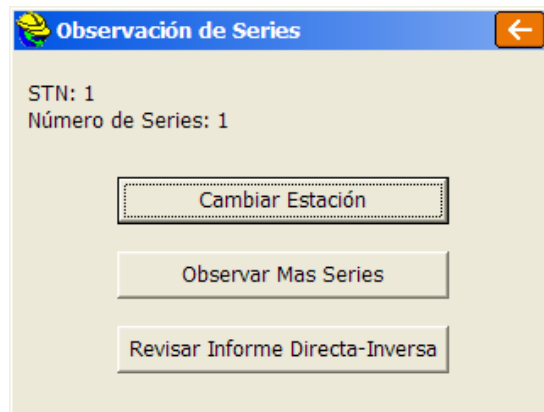 Observación de Series
STN: 1
Número de Series: 1
Cambiar Estación
Observar Mas Series
Revisar Informe Directa-Inversa